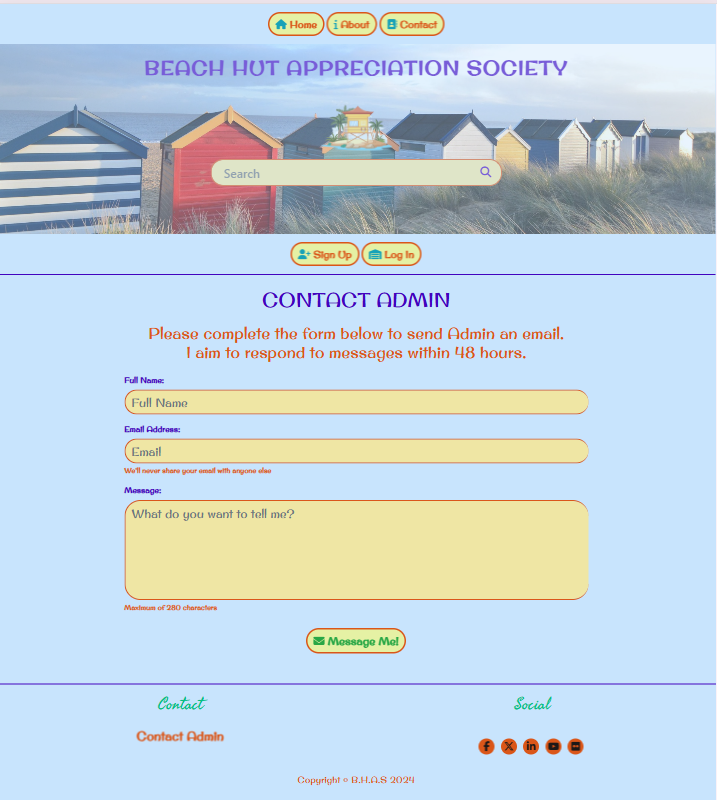 Home About Contact
BEACH HUT APPRECIATION SOCIETY
Search
Sign Up Log In
CONTACT ADMIN
Please complete the form below to send Admin an email.
I aim to respond to messages within 48 hours.
Full Name:
Full Name
Email Address:
Email
We'll never share your email with anyone else
Message:
What do you want to tell me?
Maximum of 280 characters
Message Me!
Contact Social
Contact Admin
Copyright © B.H.A.S 2024